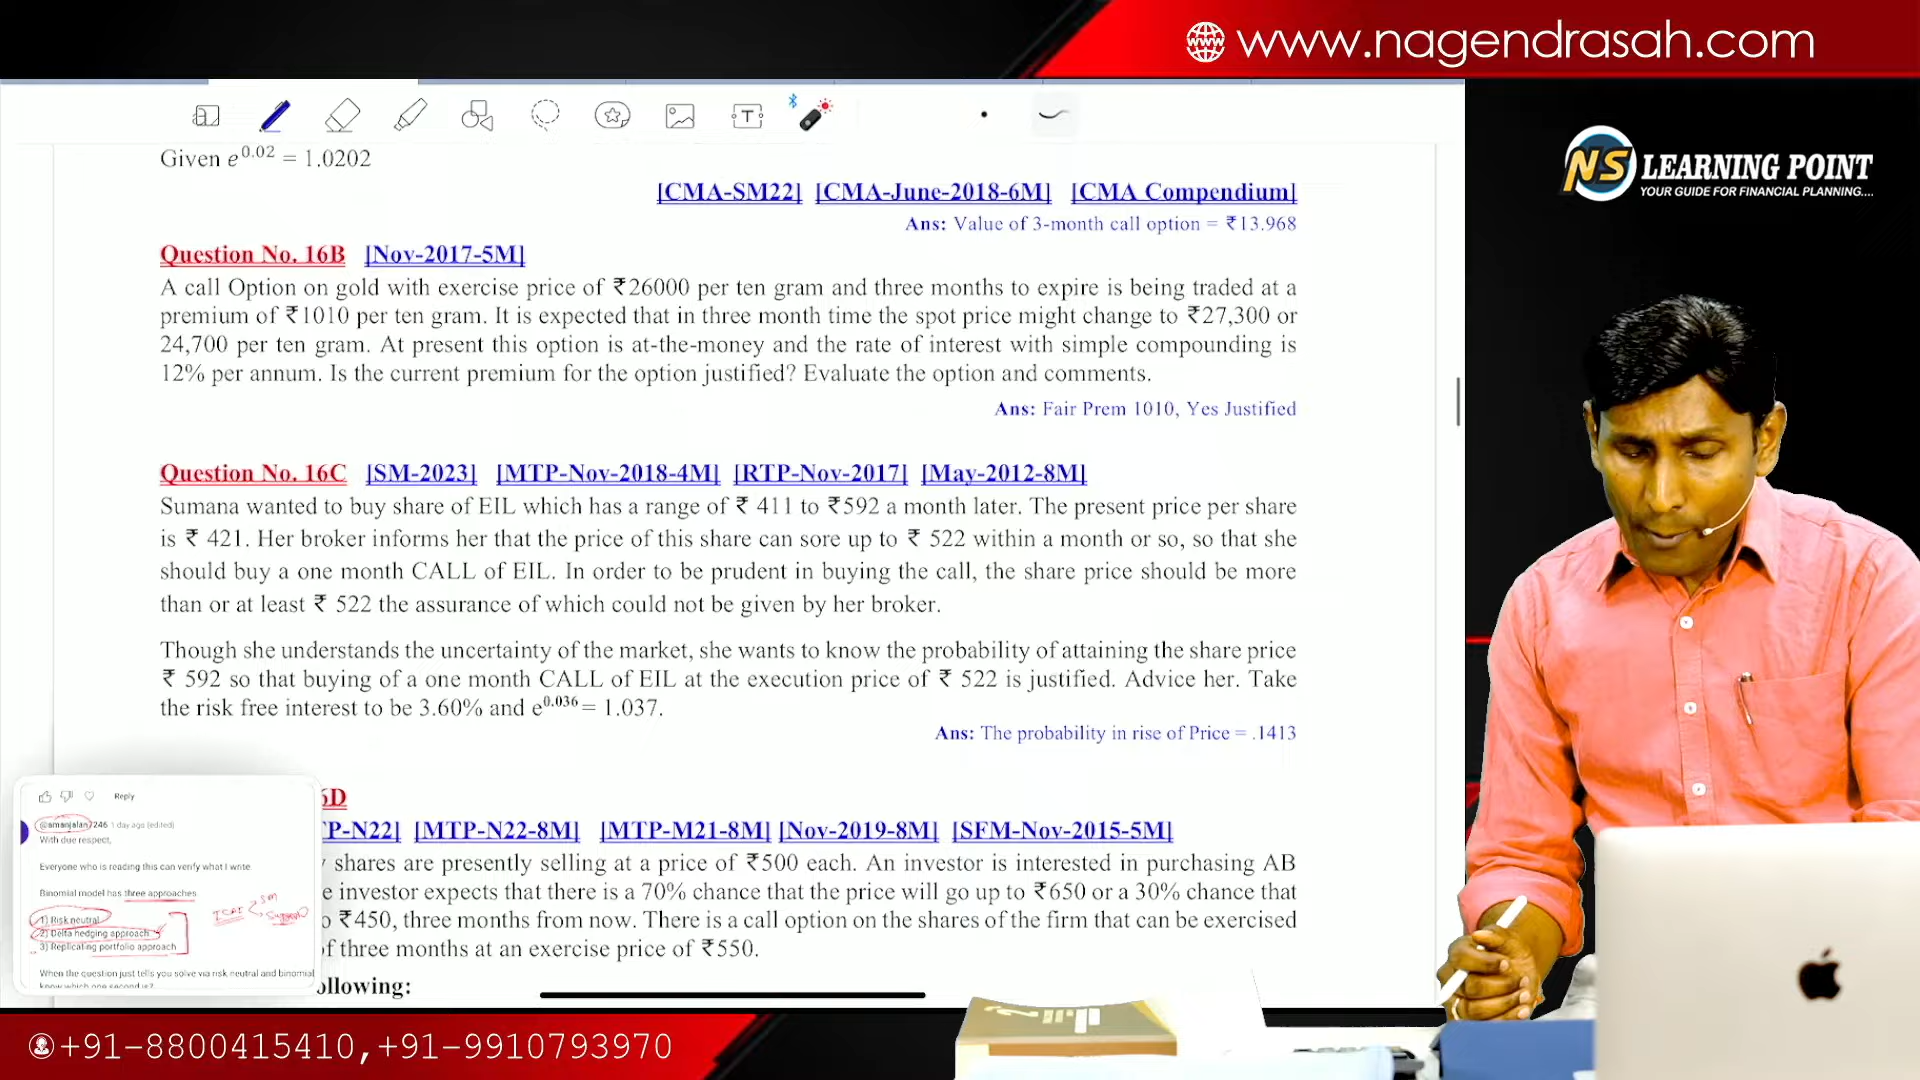 www.nagendrasah.com
NS LEARNING POINT
YOUR GUIDE FOR FINANCIAL PLANNING....
Given e^0.02 = 1.0202
[CMA-SM22] [CMA-June-2018-6M] [CMA Compendium]
Ans: Value of 3-month call option = ₹13.968
Question No. 16B [Nov-2017-5M]
A call Option on gold with exercise price of ₹26000 per ten gram and three months to expire is being traded at a
premium of ₹1010 per ten gram. It is expected that in three month time the spot price might change to ₹27,300 or
24,700 per ten gram. At present this option is at-the-money and the rate of interest with simple compounding is
12% per annum. Is the current premium for the option justified? Evaluate the option and comments.
Ans: Fair Prem 1010, Yes Justified
Question No. 16C [SM-2023] [MTP-Nov-2018-4M] [RTP-Nov-2017] [May-2012-8M]
Sumana wanted to buy share of EIL which has a range of ₹ 411 to ₹592 a month later. The present price per share
is ₹ 421. Her broker informs her that the price of this share can sore up to ₹ 522 within a month or so, so that she
should buy a one month CALL of EIL. In order to be prudent in buying the call, the share price should be more
than or at least ₹ 522 the assurance of which could not be given by her broker.
Though she understands the uncertainty of the market, she wants to know the probability of attaining the share price
₹ 592 so that buying of a one month CALL of EIL at the execution price of ₹ 522 is justified. Advice her. Take
the risk free interest to be 3.60% and e^0.036 = 1.037.
Ans: The probability in rise of Price = .1413
6D
TP-N22] [MTP-N22-8M] [MTP-M21-8M] [Nov-2019-8M] [SFM-Nov-2015-5M]
shares are presently selling at a price of ₹500 each. An investor is interested in purchasing AB
e investor expects that there is a 70% chance that the price will go up to ₹650 or a 30% chance that
o ₹450, three months from now. There is a call option on the shares of the firm that can be exercised
f three months at an exercise price of ₹550.
ollowing:
Reply
@amanjalan7246 1 day ago (edited)
With due respect,
Everyone who is reading this can verify what I write.
Binomial model has three approaches
1) Risk neutral
2) Delta hedging approach
3) Replicating portfolio approach
ICAI SM
When the question just tells you solve via risk neutral and binomial
know which one second is?
+91-8800415410,+91-9910793970